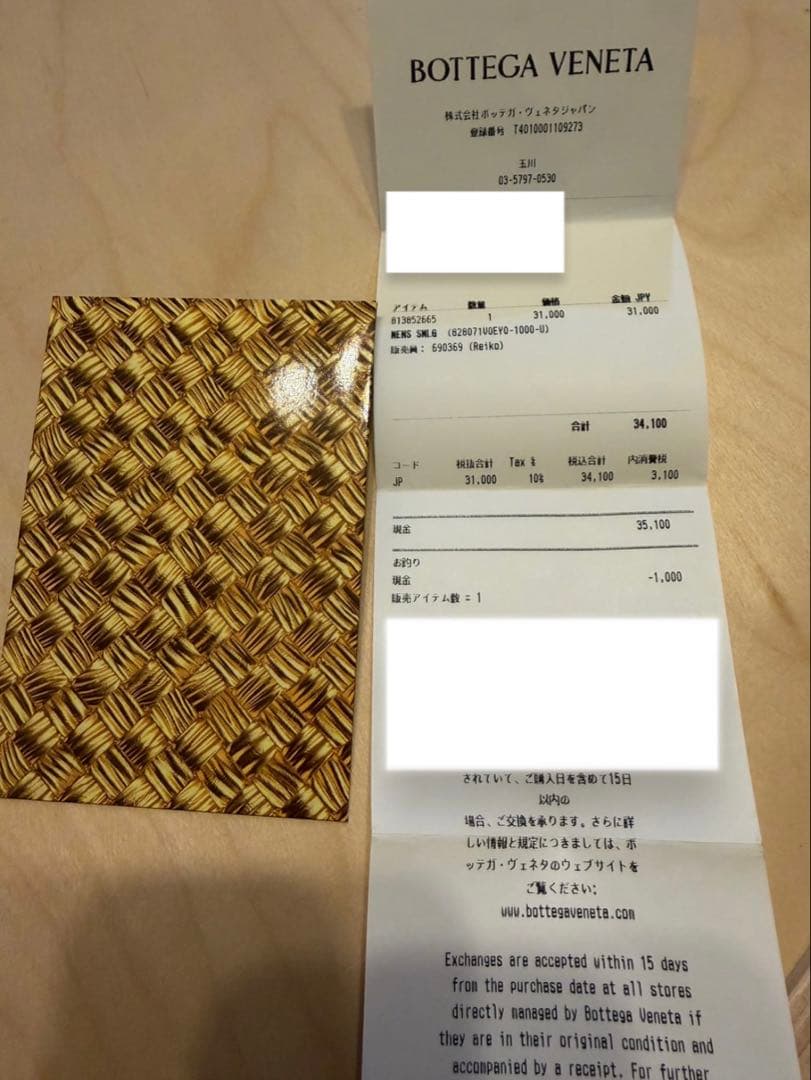 BOTTEGA VENETA
株式会社ボッテガ・ヴェネタジャパン
登録番号 T4010001109273
玉川
03-5797-0530
アイテム 数量 価格 金額 JPY
813852665 1 31,000 31,000
MENS SMLG (828071V0EY0-1000-U)
販売員: 690369 (Reiko)
合計 34,100
コード 税抜合計 Tax % 税込合計 内消費税
JP 31,000 10% 34,100 3,100
現金 35,100
お釣り
現金 -1,000
販売アイテム数 = 1
されていて、ご購入日を含めて15日
以内の
場合、ご交換を承ります。さらに詳
しい情報と規定につきましては、ボ
ッテガ・ヴェネタのウェブサイトを
ご覧ください:
www.bottegaveneta.com
Exchanges are accepted within 15 days
from the purchase date at all stores
directly managed by Bottega Veneta if
they are in their original condition and
accompanied by a receipt. For further